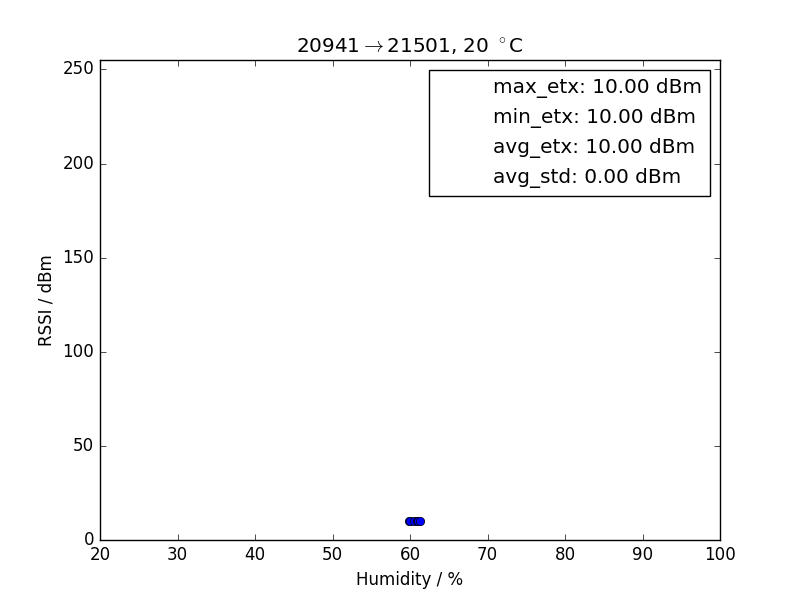 20941→21501, 20 °C
250
200
150
100
50
0
RSSI / dBm
max_etx: 10.00 dBm
min_etx: 10.00 dBm
avg_etx: 10.00 dBm
avg_std: 0.00 dBm
20 30 40 50 60 70 80 90 100
Humidity / %